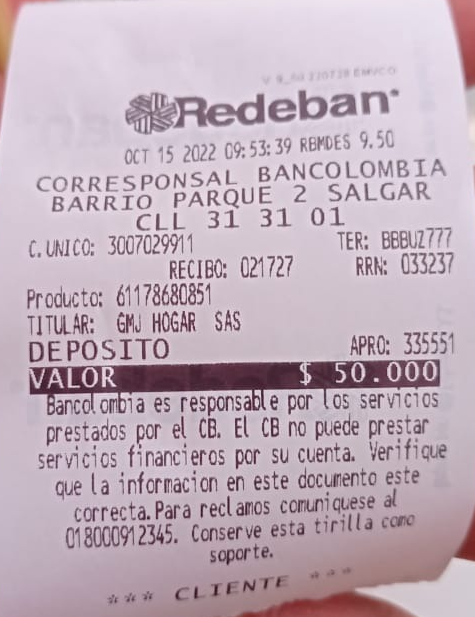 Redeban
OCT 15 2022 09:53:39 RBMDES 9.50
CORRESPONSAL BANCOLOMBIA
BARRIO PARQUE 2 SALGAR
CLL 31 31 01
C. UNICO: 3007029911 TER: BBBUZ777
RECIBO: 021727 RRN: 033237
Producto: 61178680851
TITULAR: GMJ HOGAR SAS
DEPOSITO APRO: 335551
VALOR $ 50.000
Bancolombia es responsable por los servicios
prestados por el CB. El CB no puede prestar
servicios financieros por su cuenta. Verifique
que la informacion en este documento este
correcta. Para reclamos comuniquese al
018000912345. Conserve esta tirilla como
soporte.
*** CLIENTE ***